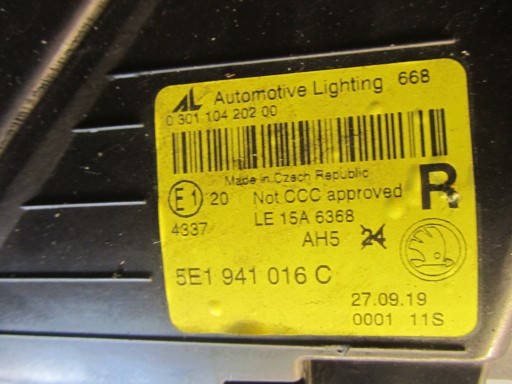 AL Automotive Lighting 668
0 301 104 202 00
Made in Czech Republic
E1 20 Not CCC approved R
4337 LE 15A 6368
AH5 24
5E1 941 016 C
27.09.19
0001 11S